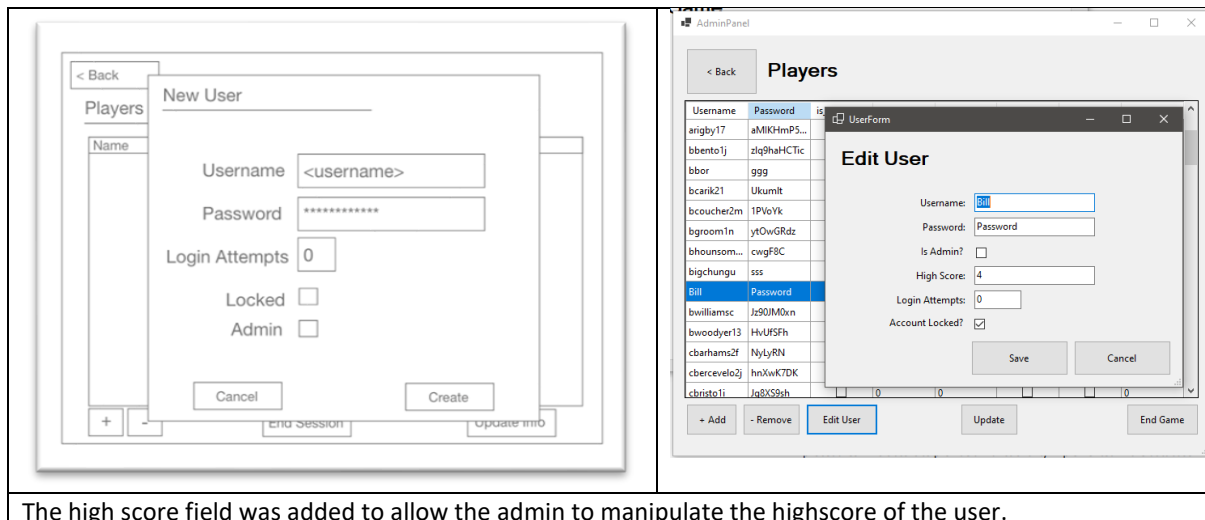 < Back
Players
Name
New User
Username <username>
Password ************
Login Attempts 0
Locked
Admin
Cancel Create
+ - End Session Update Info
AdminPanel
< Back Players
Username Password
arigby17 aMIKHmP5...
bbento1j zlq9haHCTic
bbor ggg
bcarik21 Ukumlt
bcoucher2m 1PVoYk
bgroom1n ytOwGRdz
bhounsom... cwgF8C
bigchungu sss
Bill Password
bwilliamsc Jz90JM0xn
bwoodyer13 HvUfSFh
cbarhams2f NyLyRN
cbercevelo2j hnXwK7DK
cbristo1i Jq8XS9sh 0 0 0
UserForm
Edit User
Username: Bill
Password: Password
Is Admin?
High Score: 4
Login Attempts: 0
Account Locked?
Save Cancel
+ Add - Remove Edit User Update End Game
The high score field was added to allow the admin to manipulate the highscore of the user.